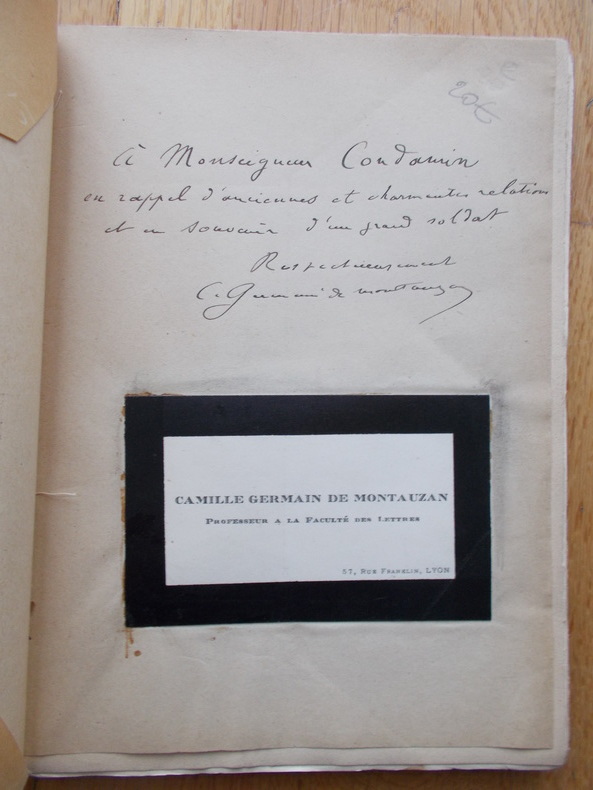 20€
à Monseigneur Condamin
en rappel d'anciennes et charmantes relations
et en souvenir d'un grand soldat
Respectueusement
C. Germain de Montauzan
CAMILLE GERMAIN DE MONTAUZAN
PROFESSEUR A LA FACULTÉ DES LETTRES
57, RUE FRANKLIN, LYON